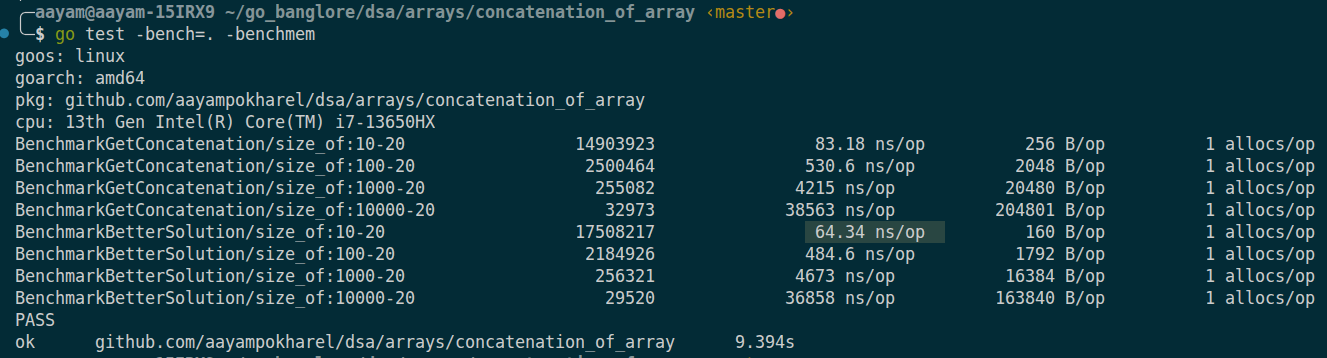 ╭─aayam@aayam-15IRX9 ~/go_banglore/dsa/arrays/concatenation_of_array ‹master●›
╰─$ go test -bench=. -benchmem
goos: linux
goarch: amd64
pkg: github.com/aayampokharel/dsa/arrays/concatenation_of_array
cpu: 13th Gen Intel(R) Core(TM) i7-13650HX
BenchmarkGetConcatenation/size_of:10-20 14903923 83.18 ns/op 256 B/op 1 allocs/op
BenchmarkGetConcatenation/size_of:100-20 2500464 530.6 ns/op 2048 B/op 1 allocs/op
BenchmarkGetConcatenation/size_of:1000-20 255082 4215 ns/op 20480 B/op 1 allocs/op
BenchmarkGetConcatenation/size_of:10000-20 32973 38563 ns/op 204801 B/op 1 allocs/op
BenchmarkBetterSolution/size_of:10-20 17508217 64.34 ns/op 160 B/op 1 allocs/op
BenchmarkBetterSolution/size_of:100-20 2184926 484.6 ns/op 1792 B/op 1 allocs/op
BenchmarkBetterSolution/size_of:1000-20 256321 4673 ns/op 16384 B/op 1 allocs/op
BenchmarkBetterSolution/size_of:10000-20 29520 36858 ns/op 163840 B/op 1 allocs/op
PASS
ok github.com/aayampokharel/dsa/arrays/concatenation_of_array 9.394s